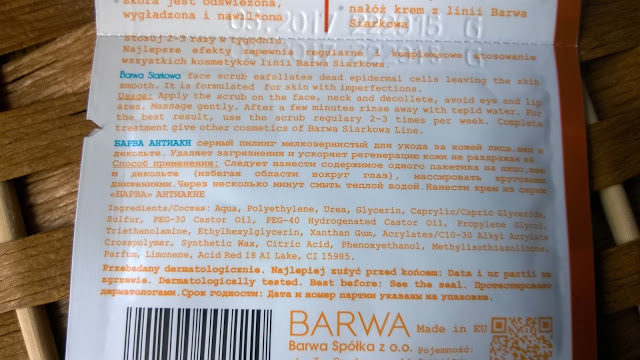 skóra jest odświeżona,
wygładzona i nawilżona
nałóż krem z linii Barwa
Siarkowa
2017
Stosuj 2-3 razy w tygodniu.
Najlepsze efekty zapewnia regularne kompleksowe stosowanie
wszystkich kosmetyków linii Barwa Siarkowa.
Barwa Siarkowa face scrub exfoliates dead epidermal cells leaving the skin
smooth. It is formulated for skin with imperfections.
Usage: Apply the scrub on the face, neck and decollete, avoid eye and lip
area. Massage gently. After a few minutes rinse away with tepid water. For
the best result, use the scrub regulary 2-3 times per week. Complete
treatment give other cosmetics of Barwa Siarkowa Line.
БАРВА АНТИАКН серный пилинг мелкозернистый для ухода за кожей лица, шеи и
декольте. Удаляет загрязнения и ускоряет регенерацию кожи не раздражая её.
Способ применения: Следует нанести содержимое одного пакетика на лицо, шею
и декольте (избегая области вокруг глаз), массировать круговыми
движениями. Через несколько минут смыть теплой водой. Нанести крем из серии
«БАРВА» АНТИАКНЕ
Ingredients/Состав: Aqua, Polyethylene, Urea, Glycerin, Caprylic/Capric Glyceride,
Sulfur, PEG-30 Castor Oil, PEG-40 Hydrogenated Castor Oil, Propylene Glycol,
Triethanolamine, Ethylhexylglycerin, Xanthan Gum, Acrylates/C10-30 Alkyl Acrylate
Crosspolymer, Synthetic Wax, Citric Acid, Phenoxyethanol, Methylisothiazolinone,
Parfum, Limonene, Acid Red 18 Al Lake, CI 15985.
Przebadany dermatologicznie. Najlepiej zużyć przed końcem: Data i nr partii na
zgrzewie. Dermatologically tested. Best before: See the seal. Протестировано
дерматологами. Срок годности: Дата и номер партии указаны на упаковке.
BARWA Made in EU
Barwa Spółka z o.o. Pojemność: